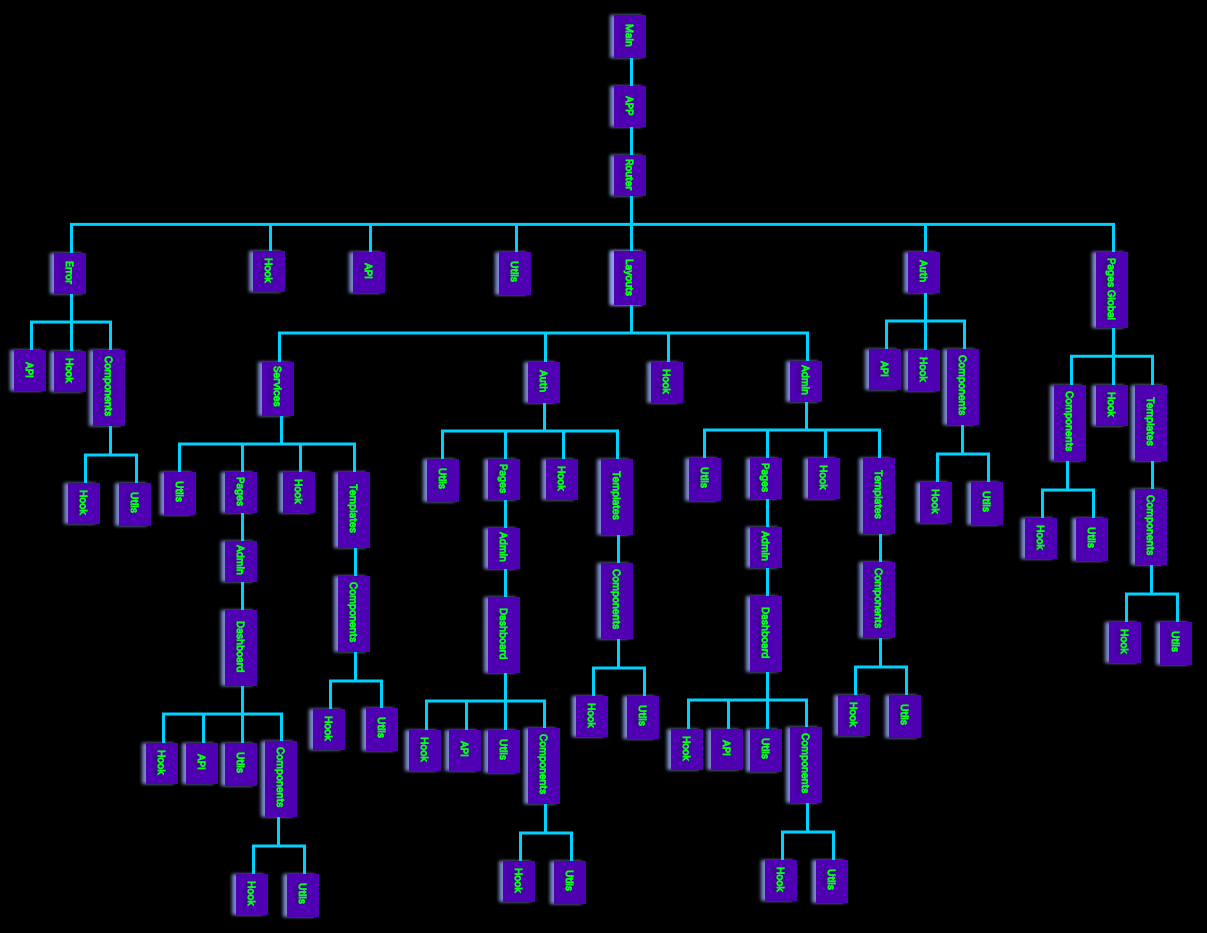 Main
APP
Router
Error
Hook
API
Utils
Layouts
Auth
Pages Global
API
Hook
Components
Services
Auth
Hook
Admin
API
Hook
Components
Components
Hook
Templates
Hook
Utils
Utils
Pages
Hook
Templates
Utils
Pages
Hook
Templates
Utils
Pages
Hook
Templates
Hook
Utils
Hook
Utils
Components
Admin
Components
Admin
Components
Admin
Components
Hook
Utils
Dashboard
Hook
Utils
Dashboard
Hook
Utils
Dashboard
Hook
Utils
Hook
API
Utils
Components
Hook
API
Utils
Components
Hook
API
Utils
Components
Hook
Utils
Hook
Utils
Hook
Utils